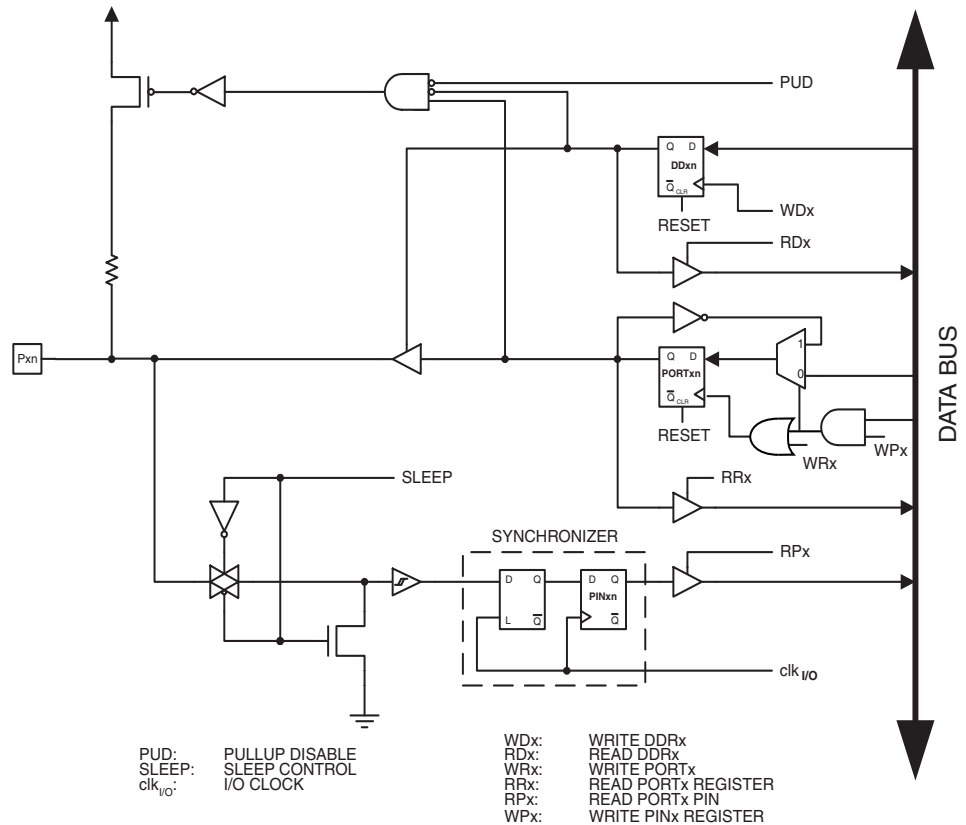 PUD
Q D
DDxn
Q CLR
WDx
RESET
RDx
1
Pxn
Q D
PORTxn
0
Q CLR
RESET
WRx
WPx
DATA BUS
SLEEP
RRx
SYNCHRONIZER
RPx
D Q
D Q
PINxn
L Q
Q
clk I/O
PUD: PULLUP DISABLE
SLEEP: SLEEP CONTROL
clkI/O: I/O CLOCK
WDx: WRITE DDRx
RDx: READ DDRx
WRx: WRITE PORTx
RRx: READ PORTx REGISTER
RPx: READ PORTx PIN
WPx: WRITE PINx REGISTER